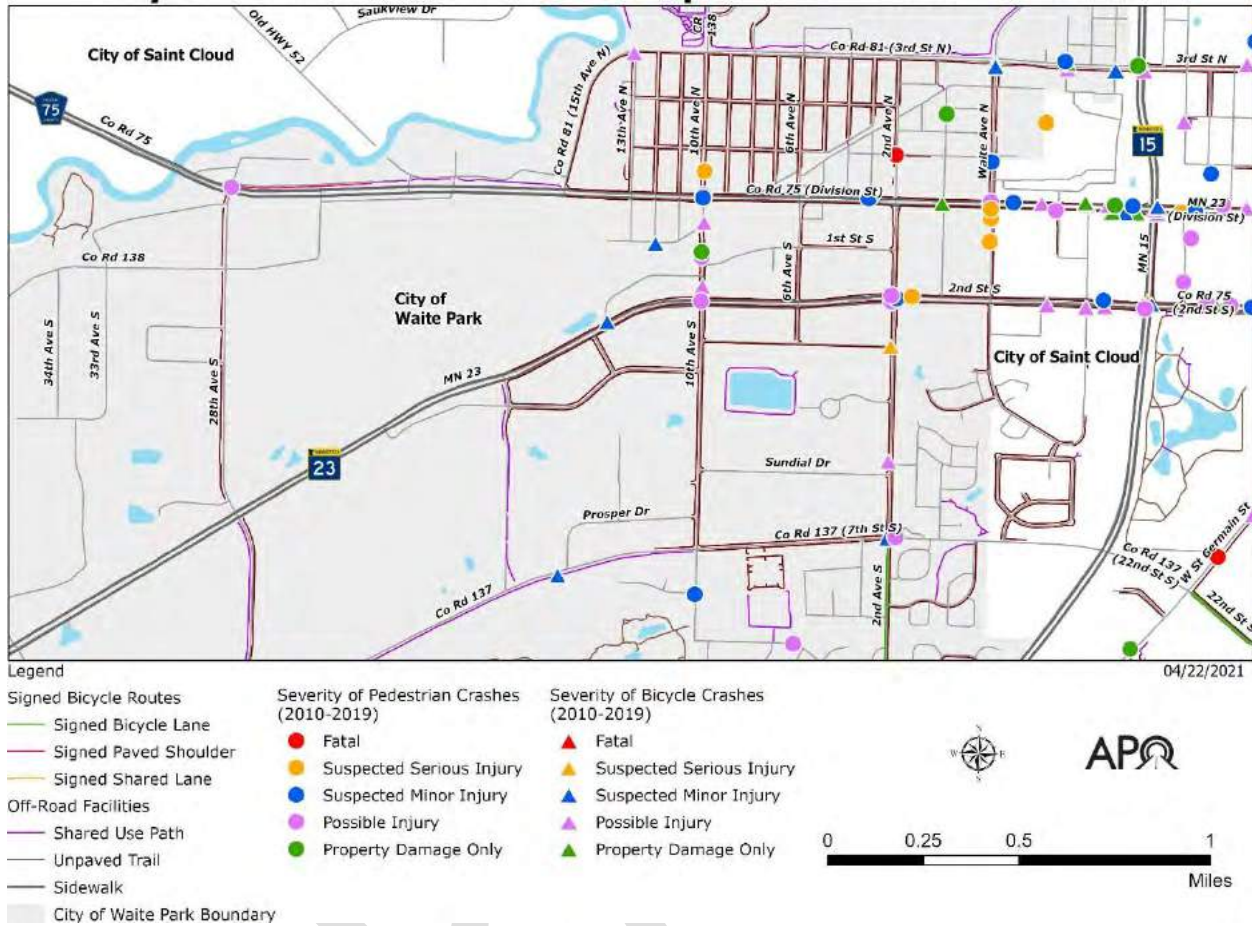 Saukview Dr
City of Saint Cloud
Old HWY 52
CR 138
Co Rd 81 (3rd St N)
3rd St N
75
Co Rd 75
Co Rd 81 (15th Ave N)
13th Ave N
10th Ave N
6th Ave N
2nd Ave N
Waite Ave N
15
Co Rd 75 (Division St)
MN 23
(Division St)
1st St S
Co Rd 138
6th Ave S
MN 15
City of
Waite Park
2nd St S
Co Rd 75
(2nd St S)
34th Ave S
33rd Ave S
28th Ave S
MN 23
10th Ave S
City of Saint Cloud
23
Sundial Dr
Prosper Dr
Co Rd 137 (7th St S)
Co Rd 137
(22nd St S)
W St Germain St
Co Rd 137
2nd Ave S
22nd St S
Legend
04/22/2021
Signed Bicycle Routes
Signed Bicycle Lane
Signed Paved Shoulder
Signed Shared Lane
Off-Road Facilities
Shared Use Path
Unpaved Trail
Sidewalk
City of Waite Park Boundary
Severity of Pedestrian Crashes
(2010-2019)
Fatal
Suspected Serious Injury
Suspected Minor Injury
Possible Injury
Property Damage Only
Severity of Bicycle Crashes
(2010-2019)
Fatal
Suspected Serious Injury
Suspected Minor Injury
Possible Injury
Property Damage Only
N
W E
S
APO
0 0.25 0.5 1
Miles